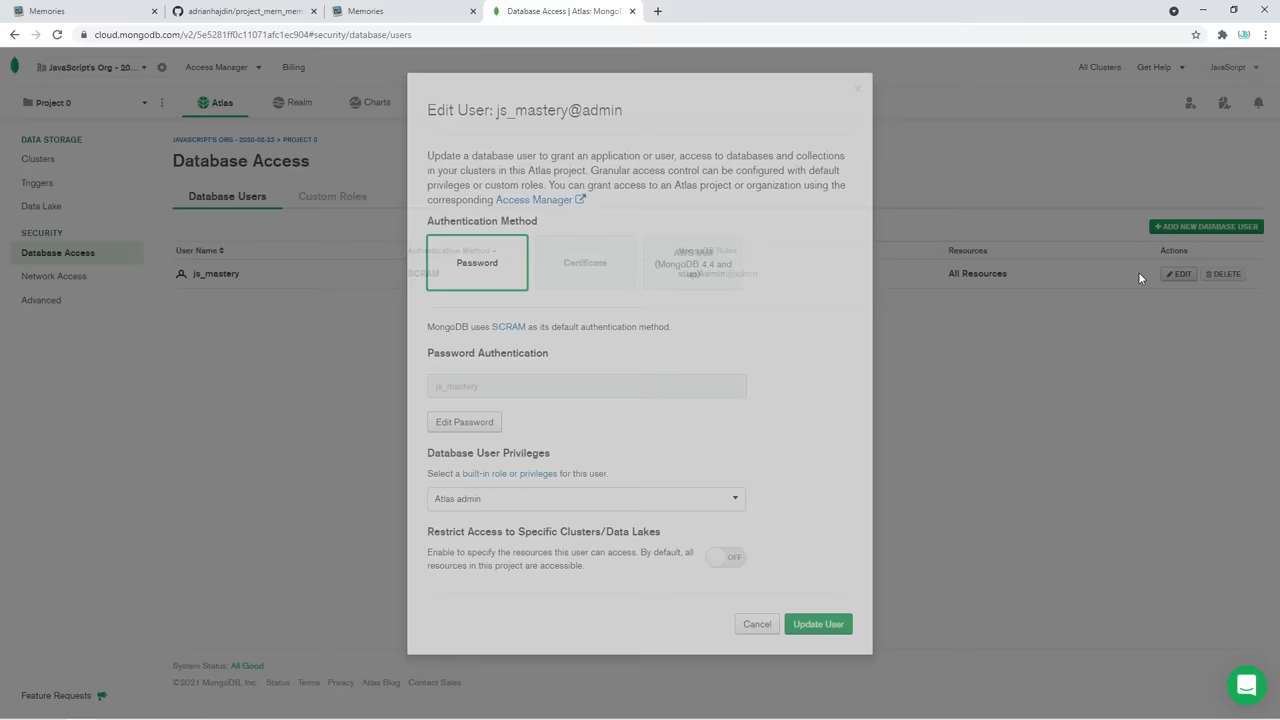 Memories
adrianhajdin/project_mern_mem
Memories
Database Access | Atlas: MongoD
cloud.mongodb.com/v2/5e5281ff0c11071afc1ec904#security/database/users
JavaScript's Org - 20...
Access Manager
Billing
All Clusters
Get Help
JavaScript
Project 0
Atlas
Realm
Charts
DATA STORAGE
Clusters
Triggers
Data Lake
SECURITY
Database Access
Network Access
Advanced
JAVASCRIPT'S ORG - 2020-02-23 > PROJECT 0
Database Access
Database Users
Custom Roles
+ ADD NEW DATABASE USER
User Name
Authentication Method
MongoDB Roles
Resources
Actions
js_mastery
SCRAM
atlasAdmin@admin
All Resources
EDIT
DELETE
Edit User: js_mastery@admin
Update a database user to grant an application or user, access to databases and collections
in your clusters in this Atlas project. Granular access control can be configured with default
privileges or custom roles. You can grant access to an Atlas project or organization using the
corresponding Access Manager
Authentication Method
Password
Certificate
AWS IAM
(MongoDB 4.4 and
up)
MongoDB uses SCRAM as its default authentication method.
Password Authentication
js_mastery
Edit Password
Database User Privileges
Select a built-in role or privileges for this user.
Atlas admin
Restrict Access to Specific Clusters/Data Lakes
Enable to specify the resources this user can access. By default, all
resources in this project are accessible.
OFF
Cancel
Update User
System Status: All Good
©2021 MongoDB, Inc.
Status
Terms
Privacy
Atlas Blog
Contact Sales
Feature Requests